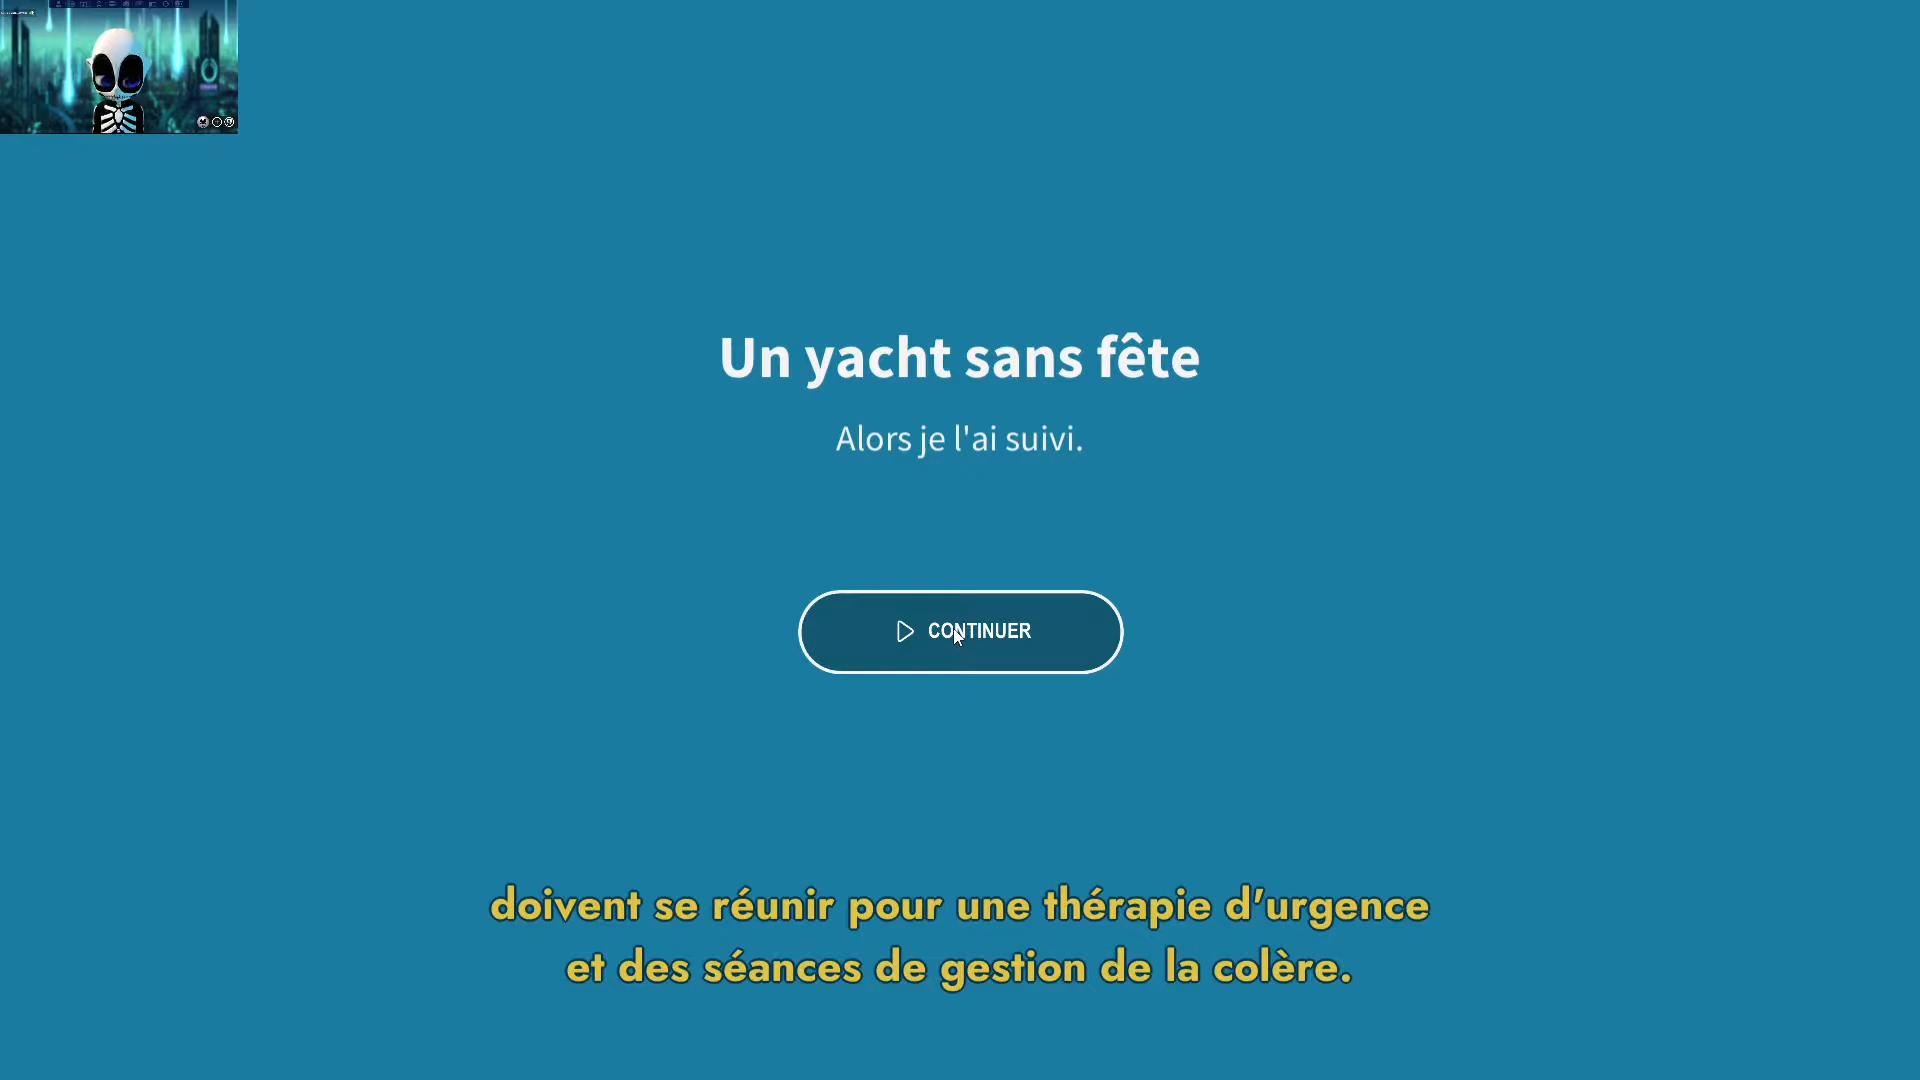 Un yacht sans fête
Alors je l'ai suivi.
CONTINUER
doivent se réunir pour une thérapie d'urgence
et des séances de gestion de la colère.